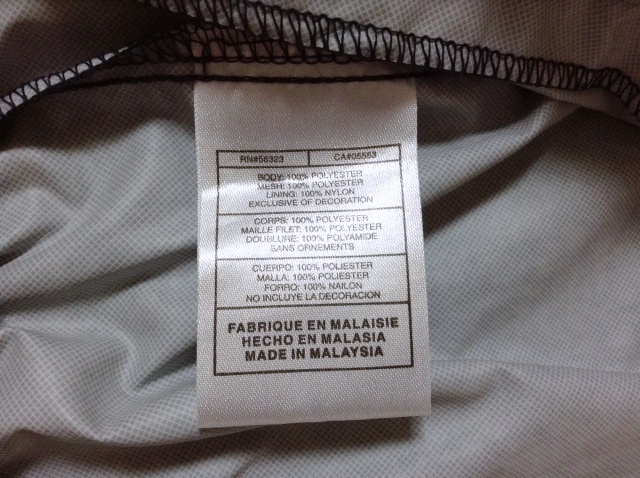 RN#56323 CA#05553
BODY: 100% POLYESTER
MESH: 100% POLYESTER
LINING: 100% NYLON
EXCLUSIVE OF DECORATION
CORPS: 100% POLYESTER
MAILLE FILET: 100% POLYESTER
DOUBLURE: 100% POLYAMIDE
SANS ORNEMENTS
CUERPO: 100% POLIESTER
MALLA: 100% POLIESTER
FORRO: 100% NAILON
NO INCLUYE LA DECORACION
FABRIQUE EN MALAISIE
HECHO EN MALASIA
MADE IN MALAYSIA